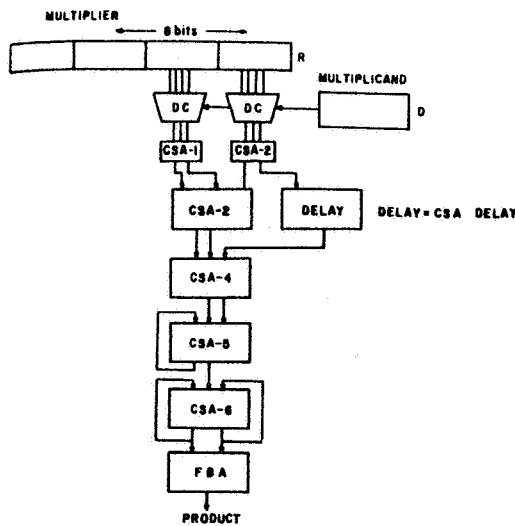 MULTIPLIER
8 bits
R
MULTIPLICAND
DC
DC
D
CSA-1
CSA-2
CSA-2
DELAY
DELAY = CSA DELAY
CSA-4
CSA-5
CSA-6
FBA
PRODUCT